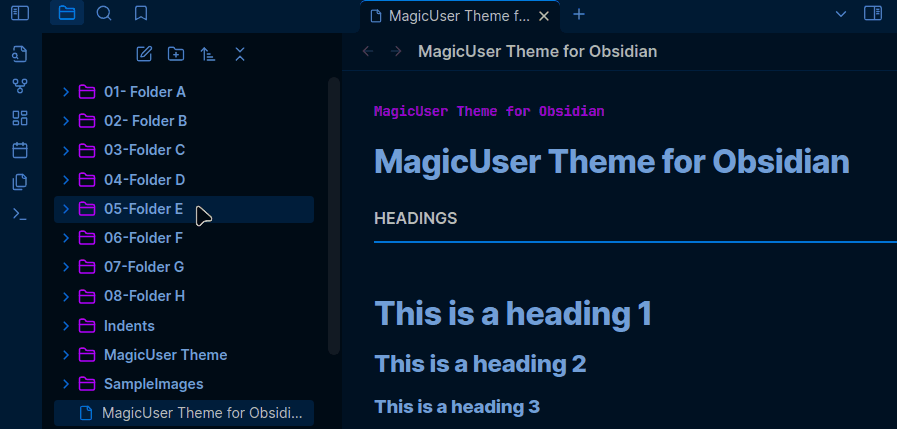 MagicUser Theme f...
MagicUser Theme for Obsidian
01- Folder A
02- Folder B
03-Folder C
04-Folder D
05-Folder E
06-Folder F
07-Folder G
08-Folder H
Indents
MagicUser Theme
SampleImages
MagicUser Theme for Obsidi...
MagicUser Theme for Obsidian
MagicUser Theme for Obsidian
HEADINGS
This is a heading 1
This is a heading 2
This is a heading 3